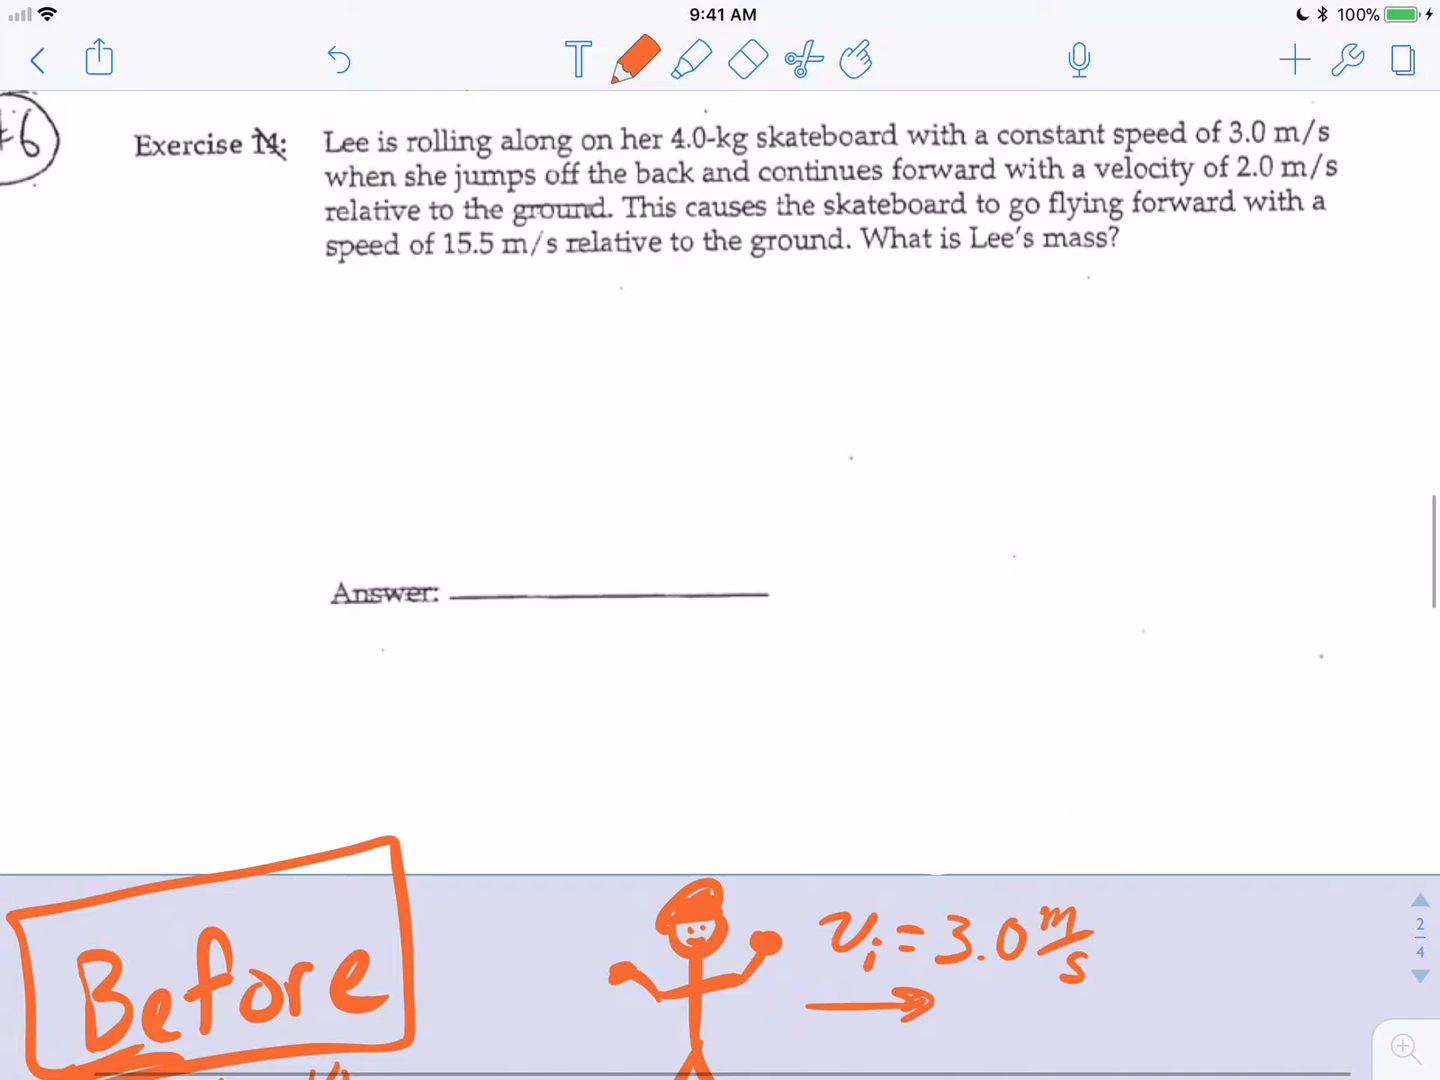 9:41 AM
100%
T
#6
Exercise M: Lee is rolling along on her 4.0-kg skateboard with a constant speed of 3.0 m/s
when she jumps off the back and continues forward with a velocity of 2.0 m/s
relative to the ground. This causes the skateboard to go flying forward with a
speed of 15.5 m/s relative to the ground. What is Lee's mass?
Answer:
Before
v_i = 3.0 m/s
2
4